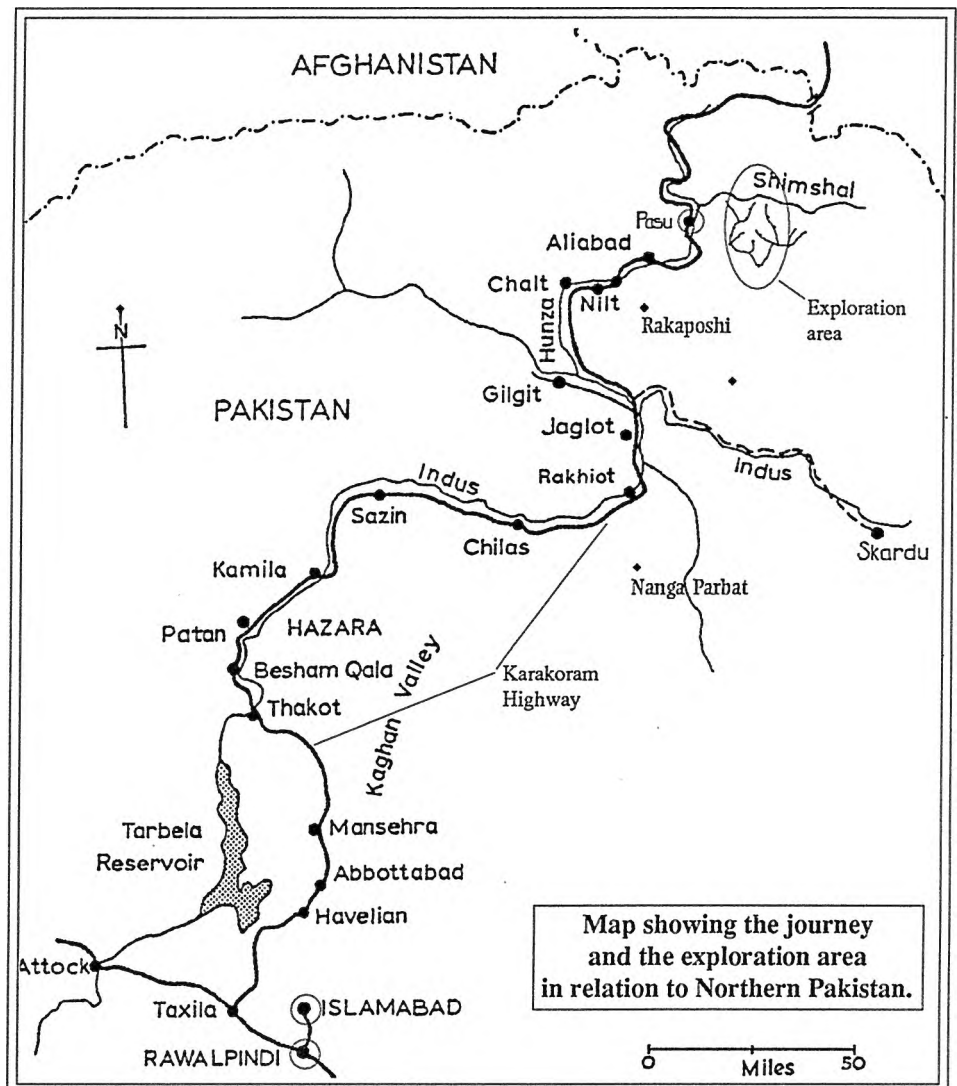 AFGHANISTAN
Shimshal
Pasu
Aliabad
Chalt
Nilt
Exploration
area
Rakaposhi
Hunza
N
Gilgit
PAKISTAN
Jaglot
Indus
Rakhiot
Indus
Sazin
Chilas
Skardu
Kamila
Nanga Parbat
Patan
HAZARA
Besham Qala
Karakoram
Highway
Thakot
Kaghan Valley
Tarbela
Reservoir
Mansehra
Abbottabad
Havelian
Map showing the journey
and the exploration area
in relation to Northern Pakistan.
Attock
Taxila
ISLAMABAD
RAWALPINDI
0 50
Miles